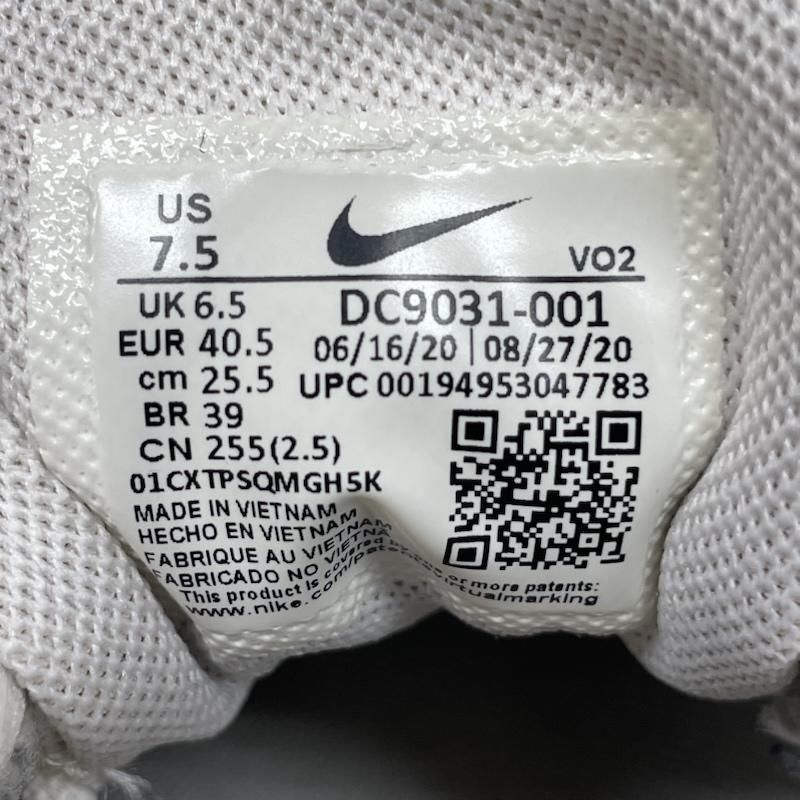 US
7.5
VO2
UK 6.5
DC9031-001
EUR 40.5
06/16/20 | 08/27/20
cm 25.5
UPC 00194953047783
BR 39
CN 255(2.5)
01CXTPSQMGH5K
MADE IN VIETNAM
HECHO EN VIETNAM
FABRIQUE AU VIETNAM
FABRICADO NO VIETNÃ
This product is covered by one or more patents:
www.nike.com/patentvirtualmarking